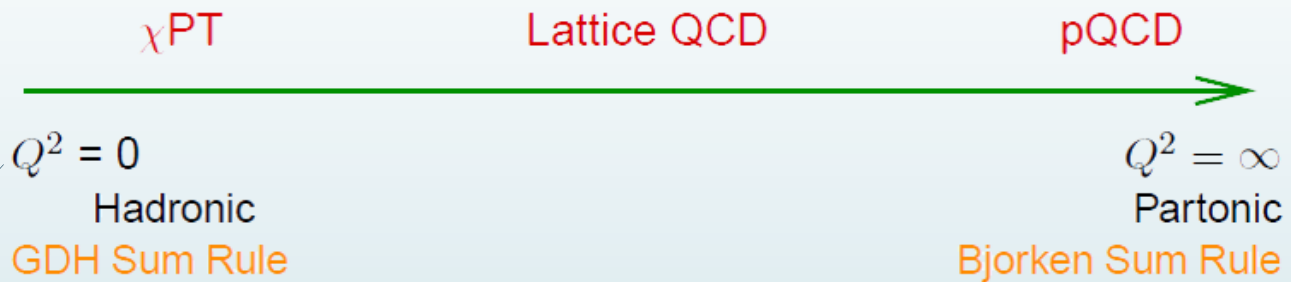 χPT Lattice QCD pQCD
Q² = 0 Q² = ∞
Hadronic Partonic
GDH Sum Rule Bjorken Sum Rule